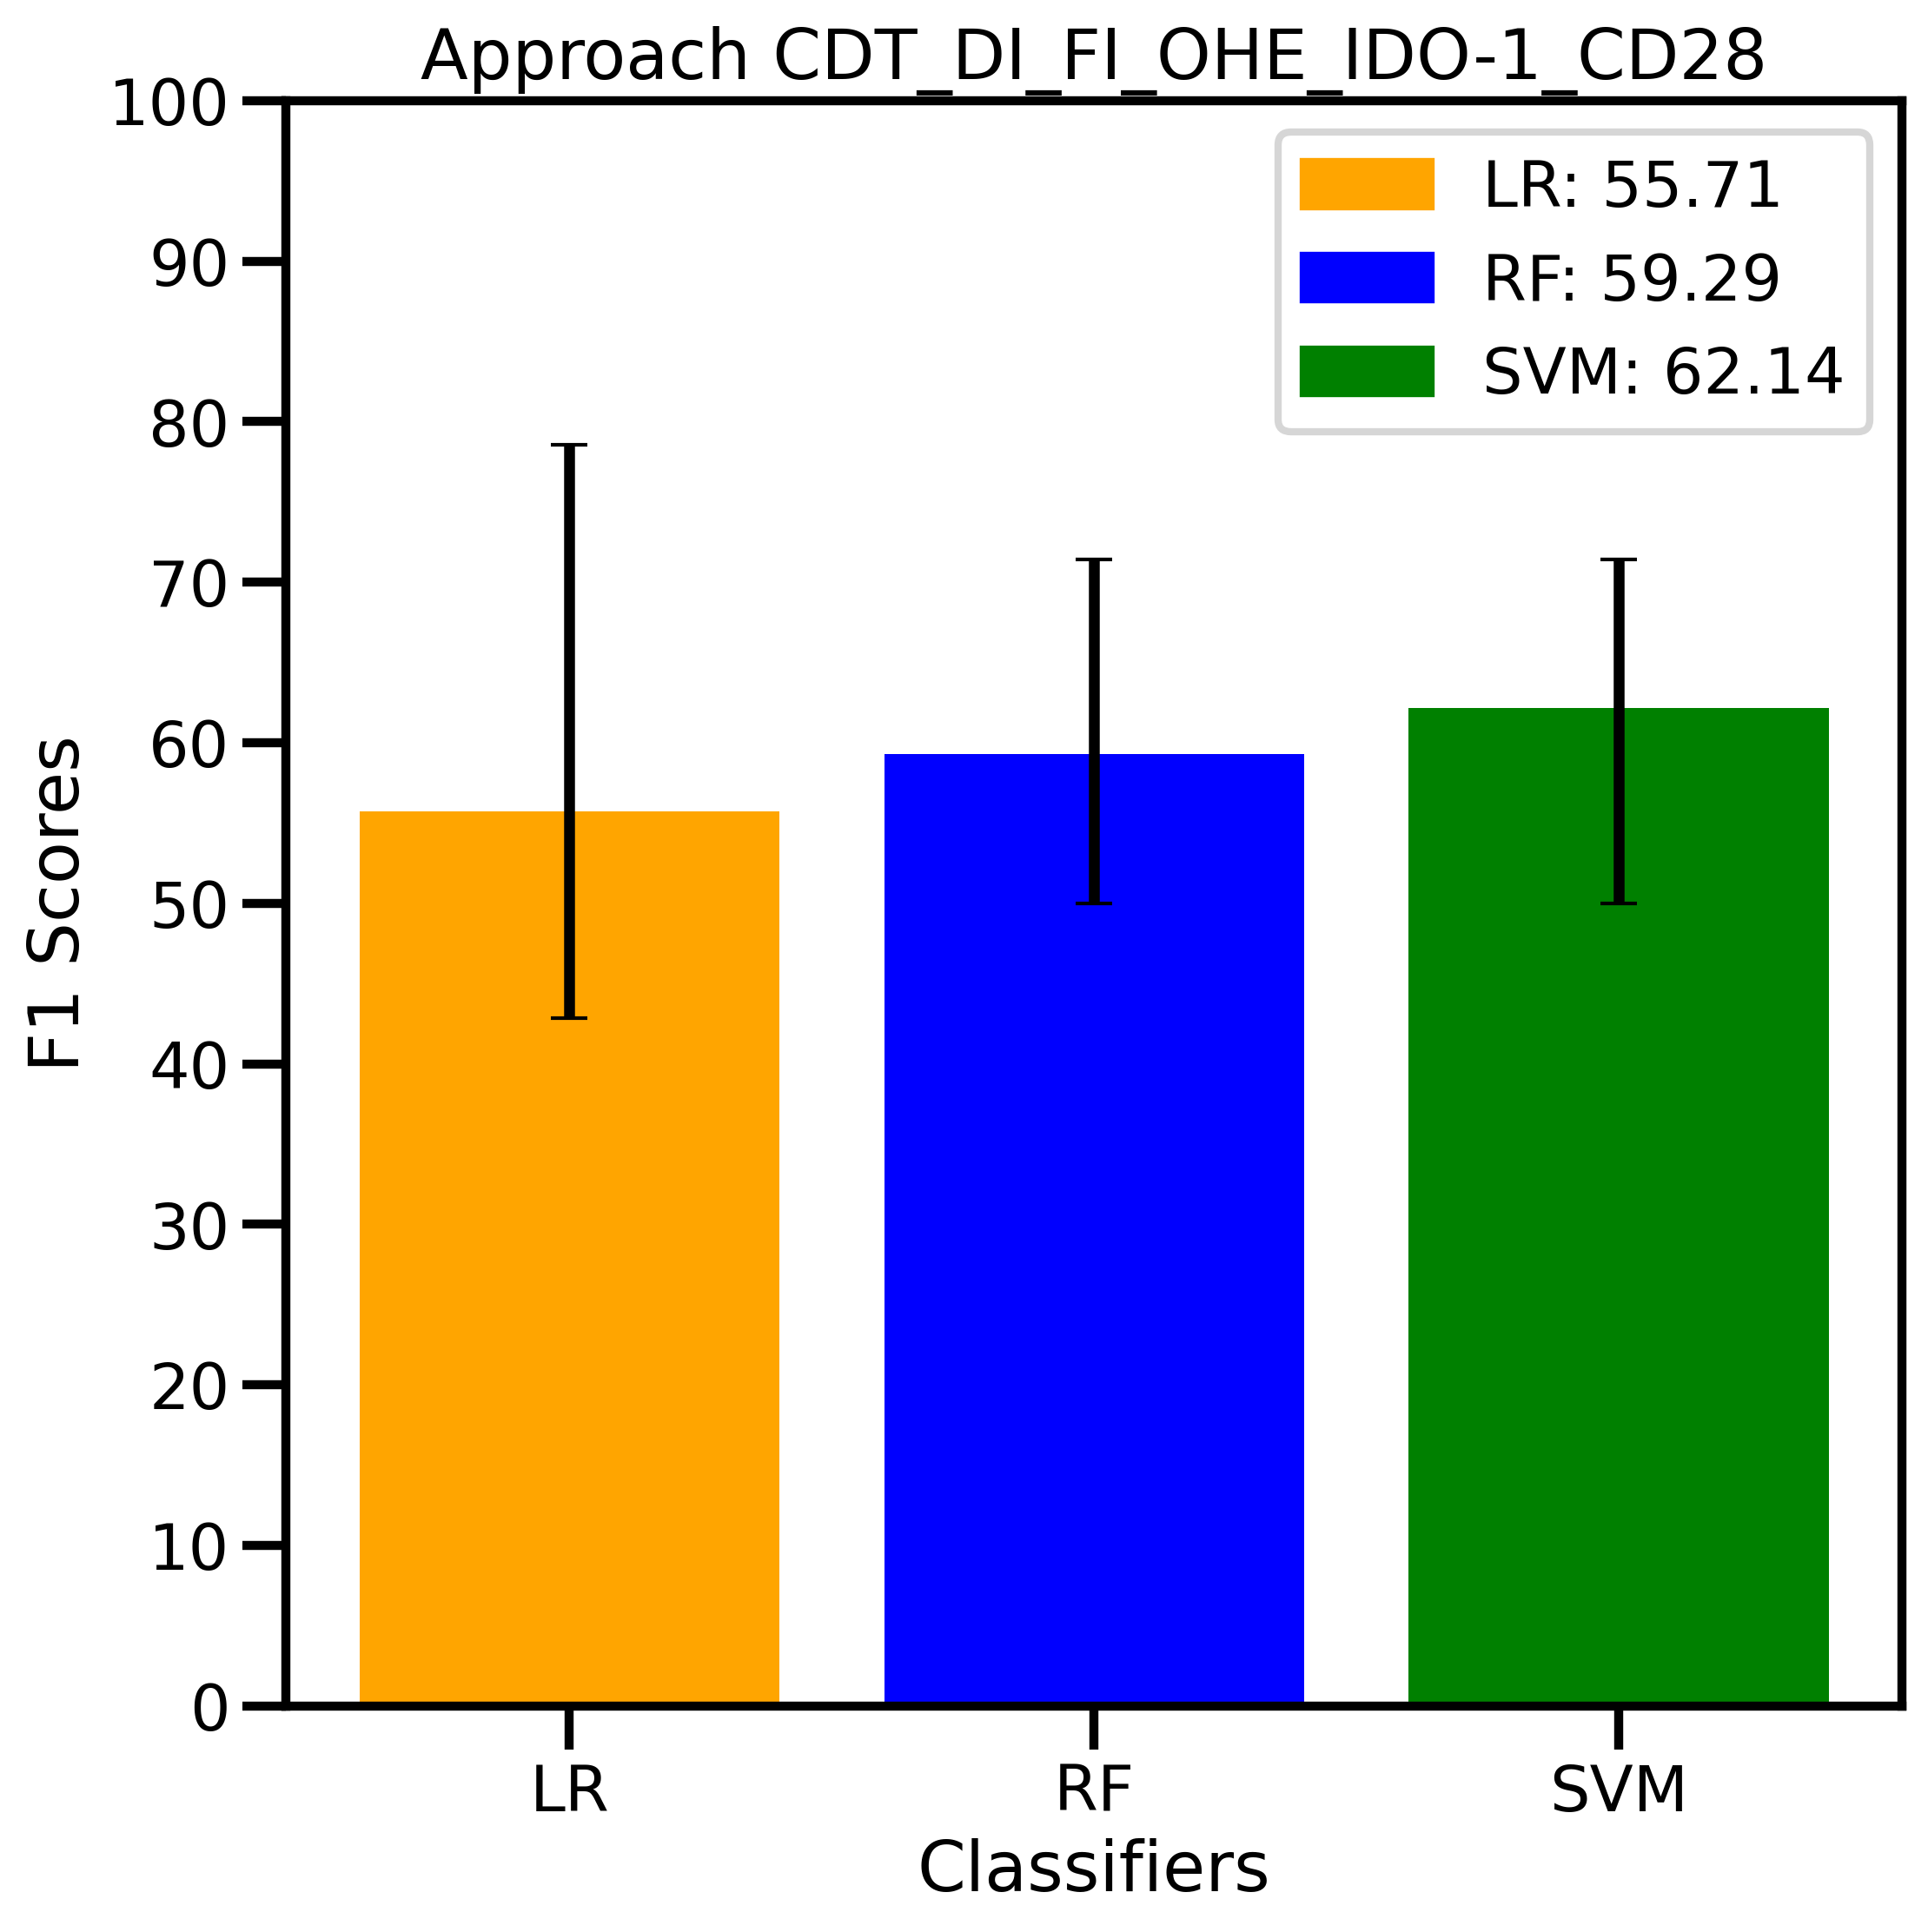 Approach CDT_DI_FI_OHE_IDO-1_CD28
100
90
80
70
60
50
40
30
20
10
0
F1 Scores
LR: 55.71
RF: 59.29
SVM: 62.14
LR
RF
SVM
Classifiers